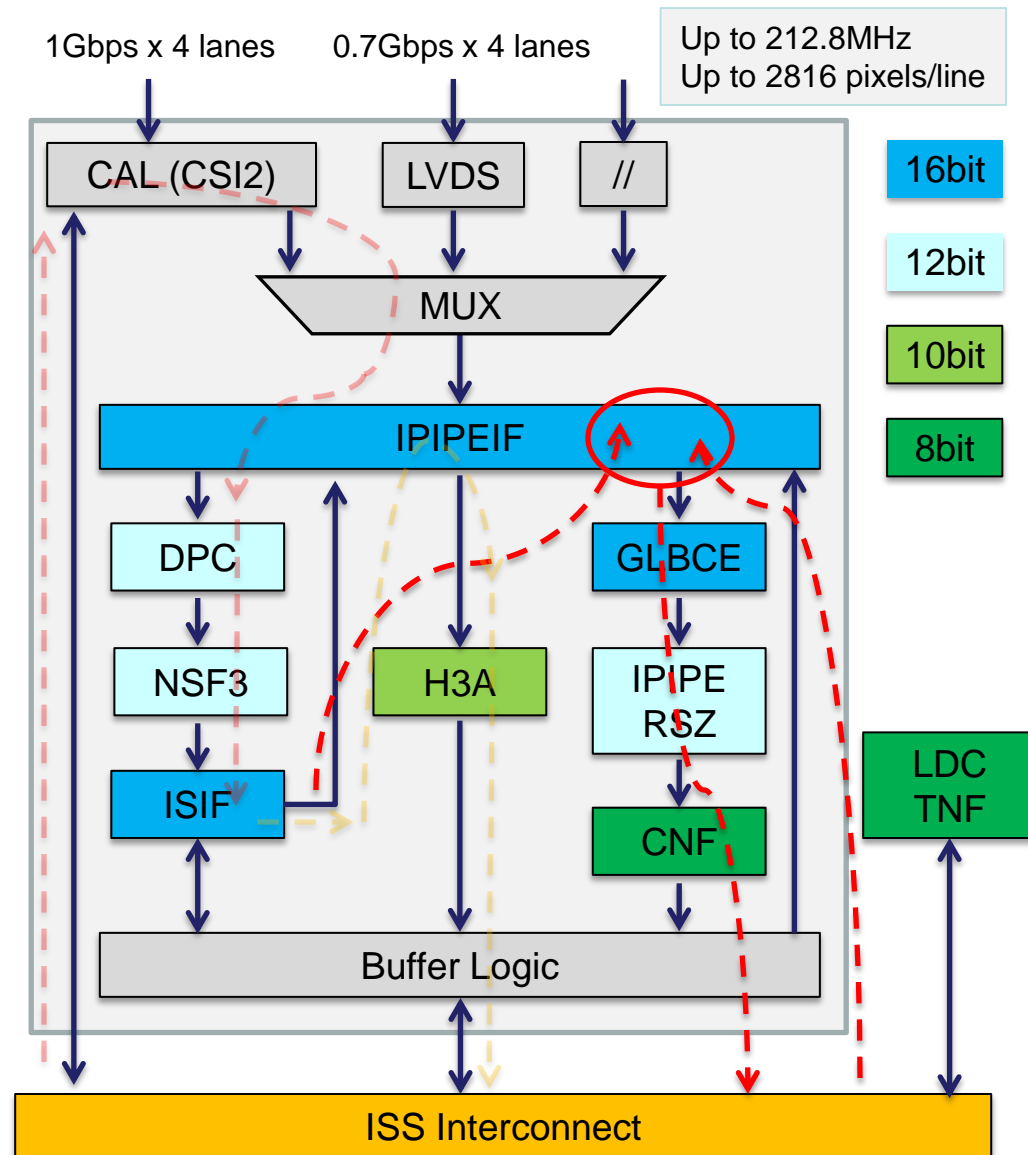 1Gbps x 4 lanes
0.7Gbps x 4 lanes
Up to 212.8MHz
Up to 2816 pixels/line
CAL (CSI2)
LVDS
//
16bit
12bit
10bit
8bit
MUX
IPIPEIF
DPC
GLBCE
NSF3
H3A
IPIPE
RSZ
ISIF
CNF
LDC
TNF
Buffer Logic
ISS Interconnect